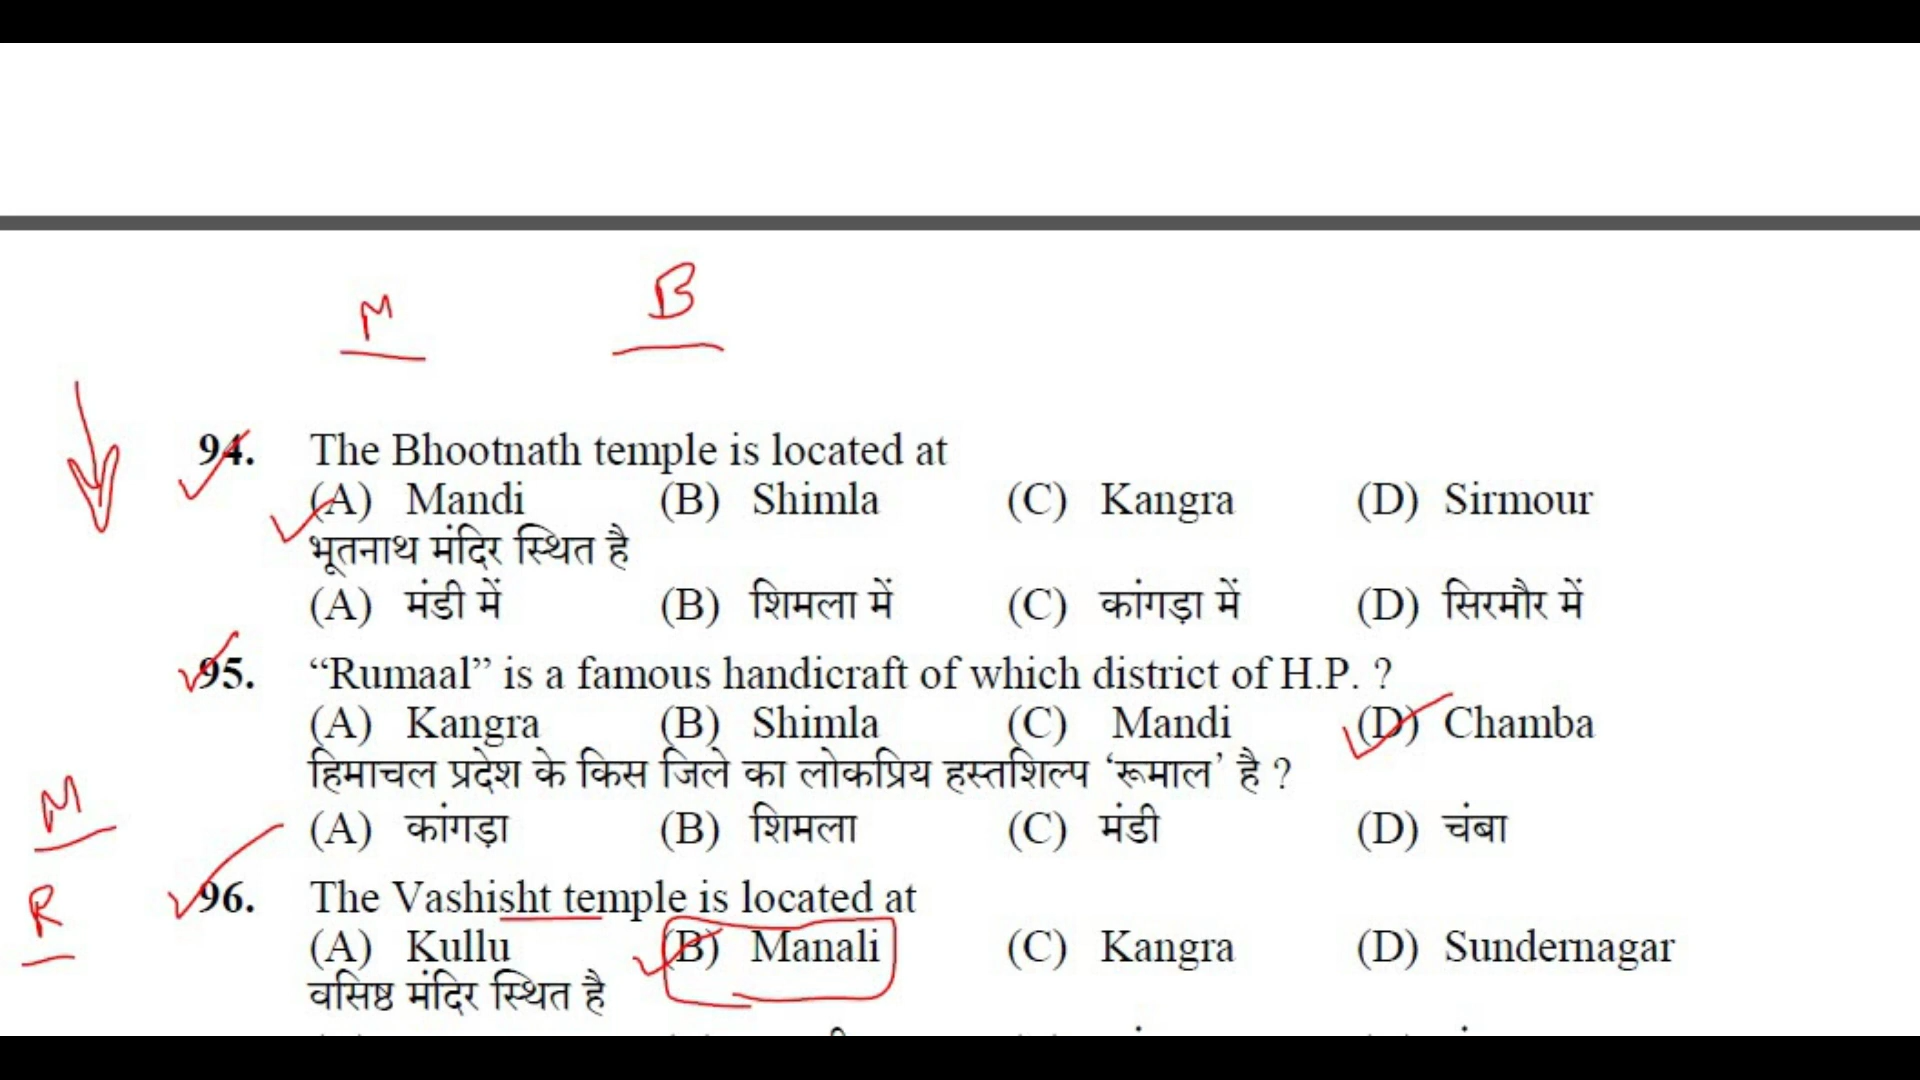 M B
94. The Bhootnath temple is located at
(A) Mandi (B) Shimla (C) Kangra (D) Sirmour
भूतनाथ मंदिर स्थित है
(A) मंडी में (B) शिमला में (C) कांगड़ा में (D) सिरमौर में
95. “Rumaal” is a famous handicraft of which district of H.P. ?
(A) Kangra (B) Shimla (C) Mandi (D) Chamba
हिमाचल प्रदेश के किस जिले का लोकप्रिय हस्तशिल्प ‘रूमाल’ है ?
M
(A) कांगड़ा (B) शिमला (C) मंडी (D) चंबा
R
96. The Vashisht temple is located at
(A) Kullu (B) Manali (C) Kangra (D) Sundernagar
वसिष्ठ मंदिर स्थित है